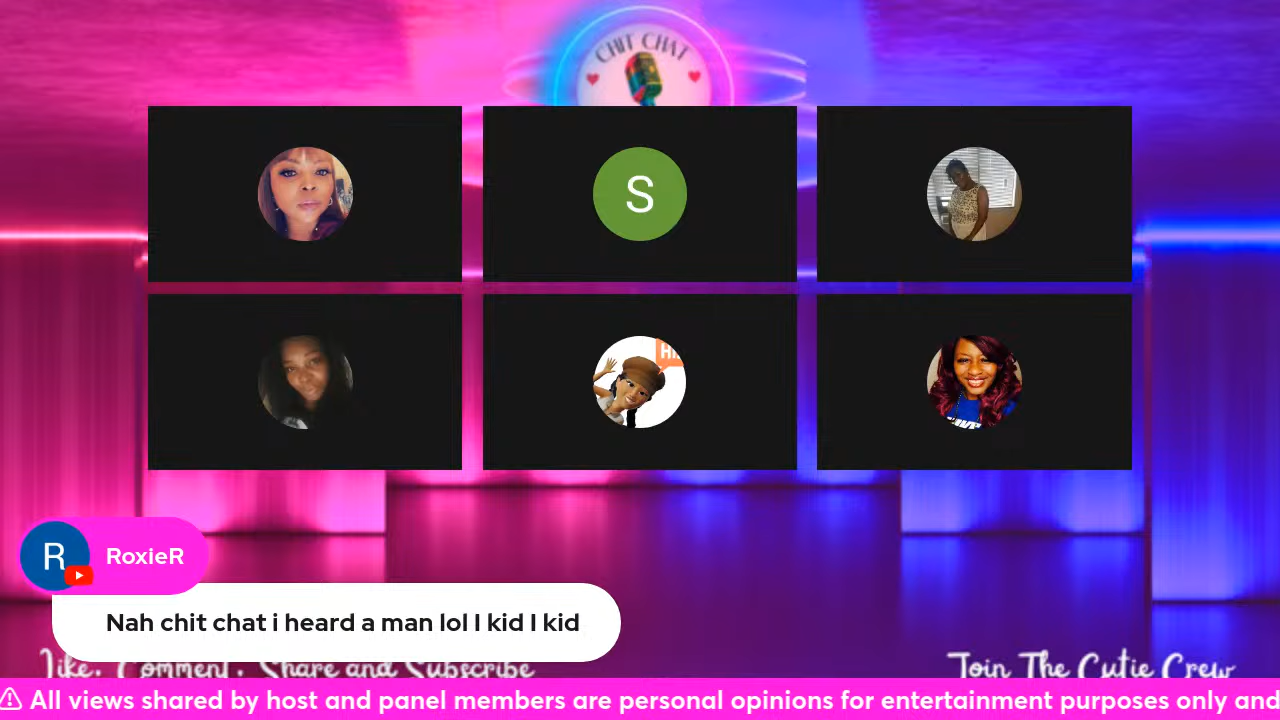 CHIT CHAT
S
HI
R
RoxieR
Nah chit chat i heard a man lol I kid I kid
Like. Comment. Share and Subscribe
Join The Cutie Crew
All views shared by host and panel members are personal opinions for entertainment purposes only and